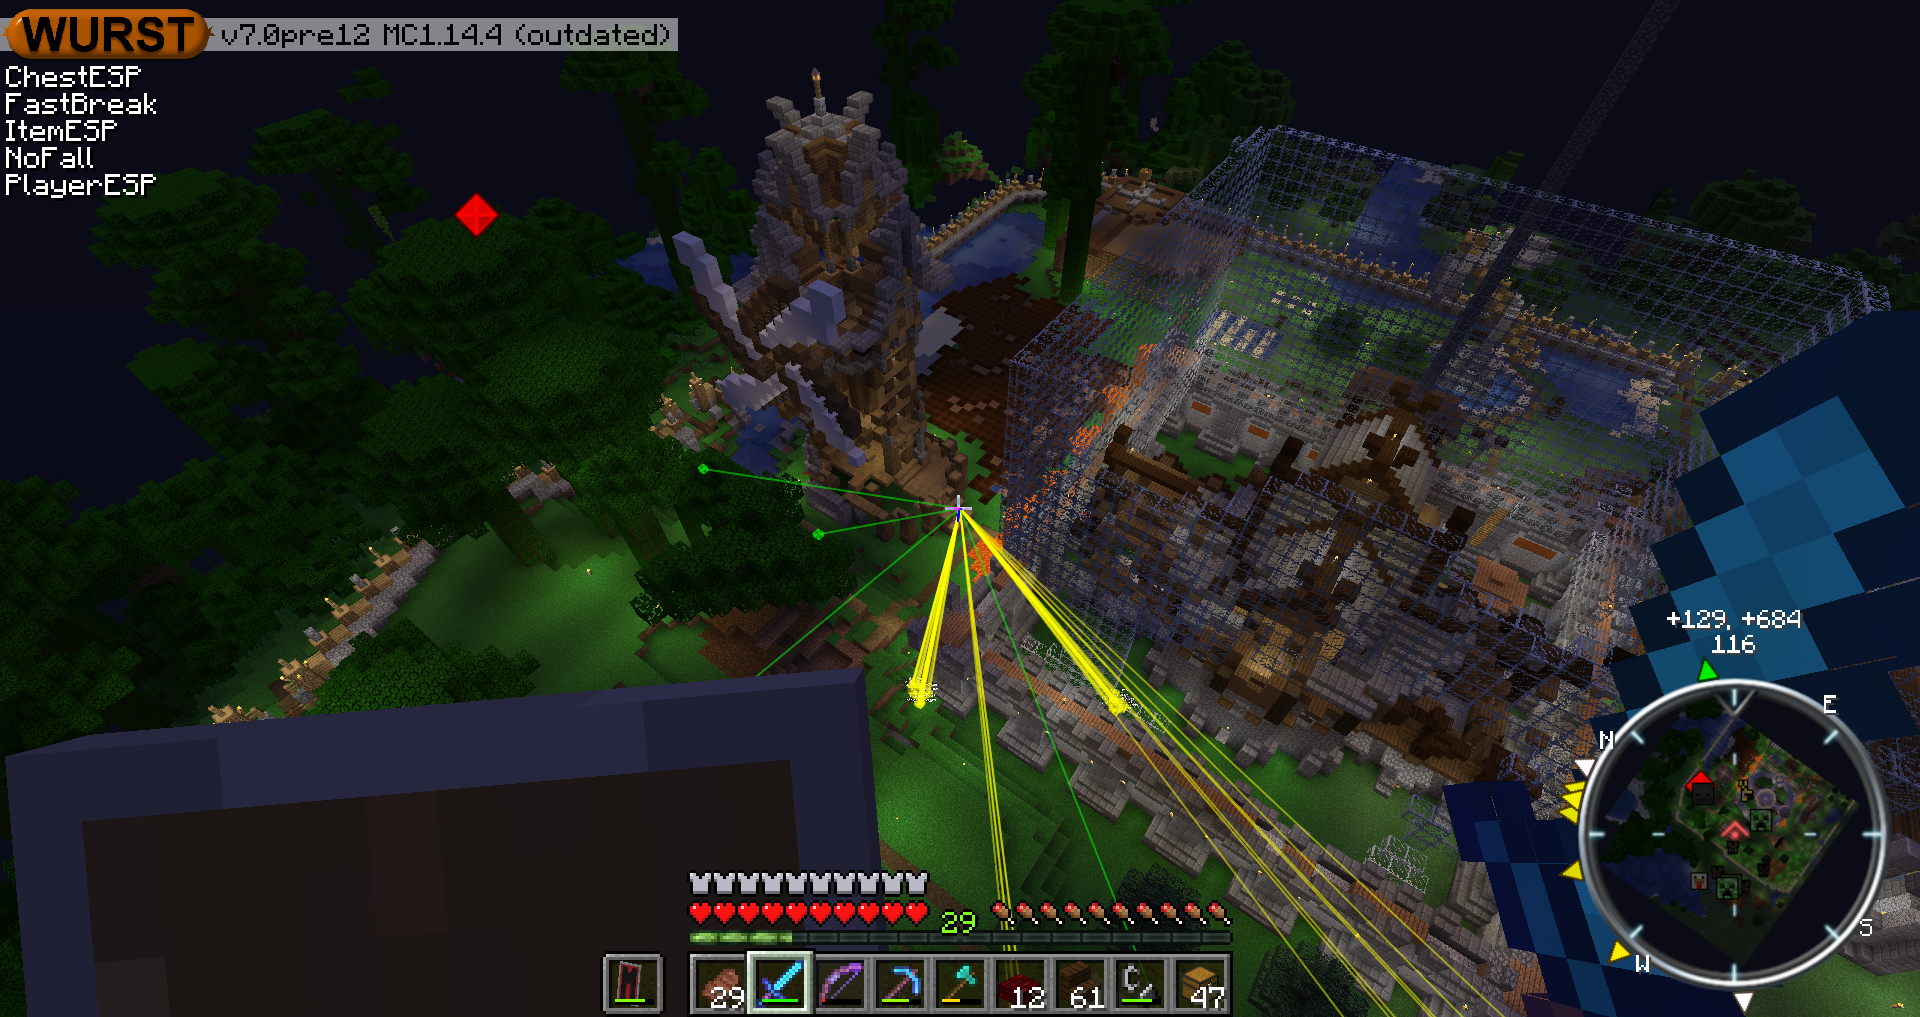 WURST v7.0pre12 MC1.14.4 (outdated)
ChestESP
FastBreak
ItemESP
NoFall
PlayerESP
+129, +684
116
E
N
S
W
29
29
12
61
47